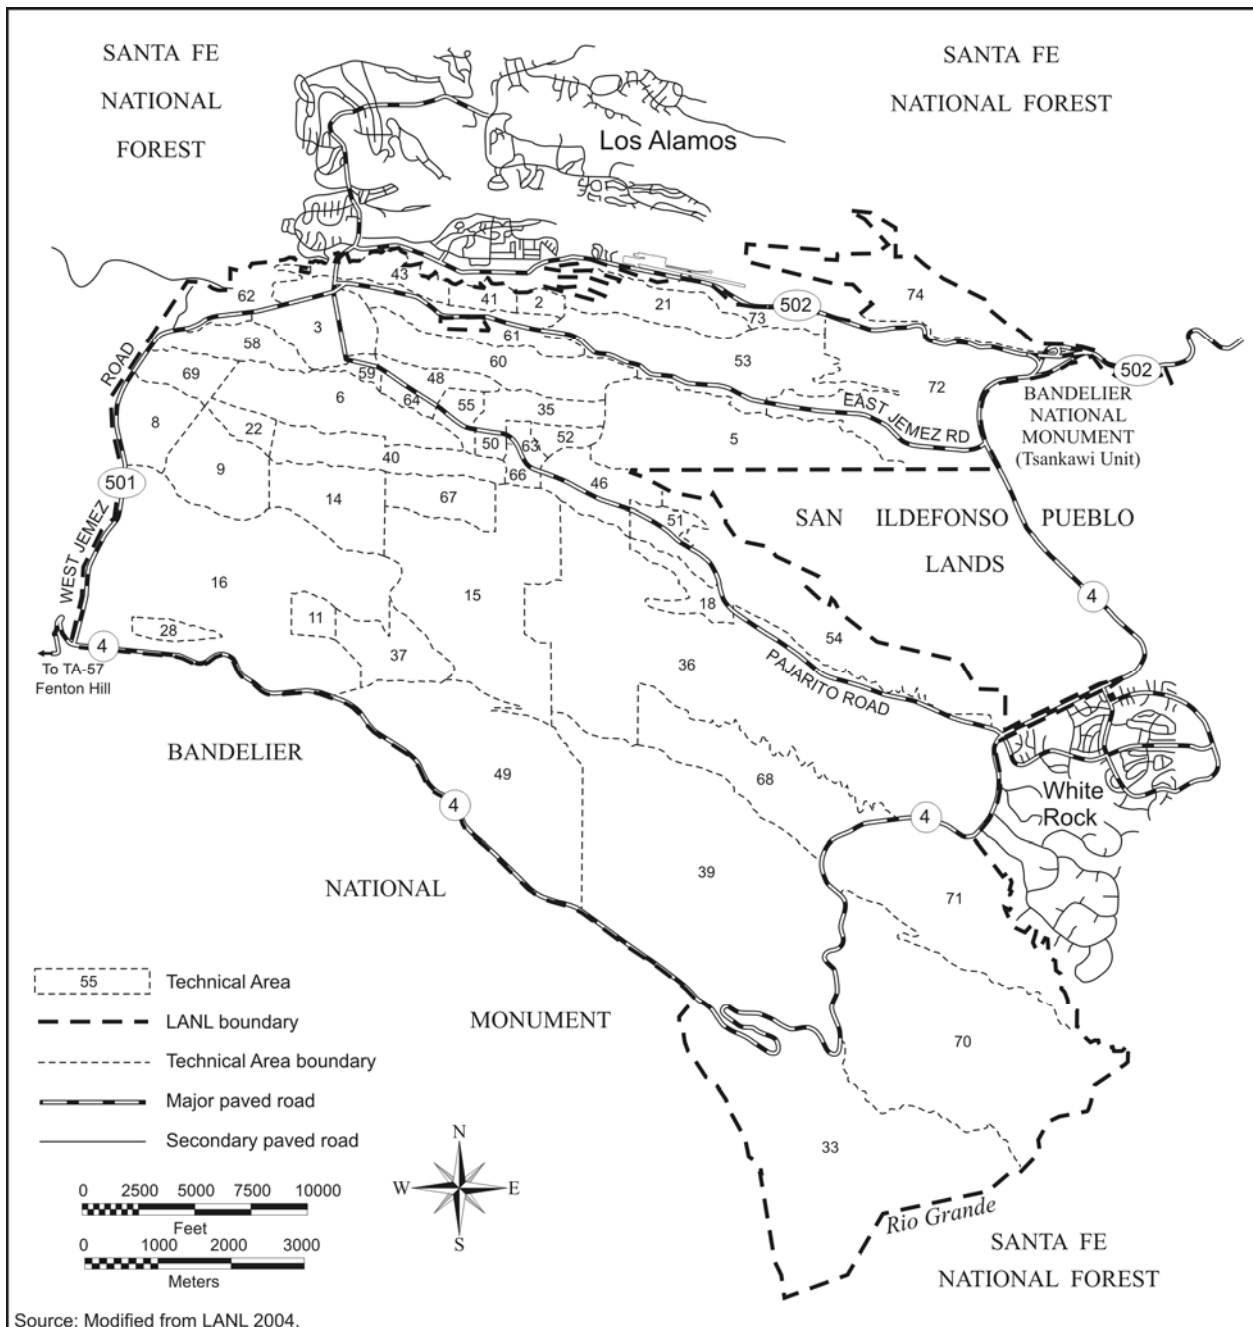 SANTA FE
NATIONAL
FOREST
SANTA FE
NATIONAL FOREST
Los Alamos
43
62
41
2
21
73
502
74
3
61
58
60
53
502
69
59
48
72
BANDELIER
NATIONAL
MONUMENT
(Tsankawi Unit)
6
64
55
35
EAST JEMEZ RD
8
22
50
63
52
5
40
9
66
46
501
14
67
51
SAN ILDEFONSO PUEBLO
LANDS
ROAD
WEST JEMEZ
16
15
18
4
11
28
54
4
37
36
To TA-57
Fenton Hill
PAJARITO ROAD
BANDELIER
49
68
White
Rock
4
4
NATIONAL
39
71
55 Technical Area
LANL boundary
MONUMENT
70
Technical Area boundary
Major paved road
Secondary paved road
33
N
W E
S
0 2500 5000 7500 10000
Feet
0 1000 2000 3000
Meters
Rio Grande
SANTA FE
NATIONAL FOREST
Source: Modified from LANL 2004.